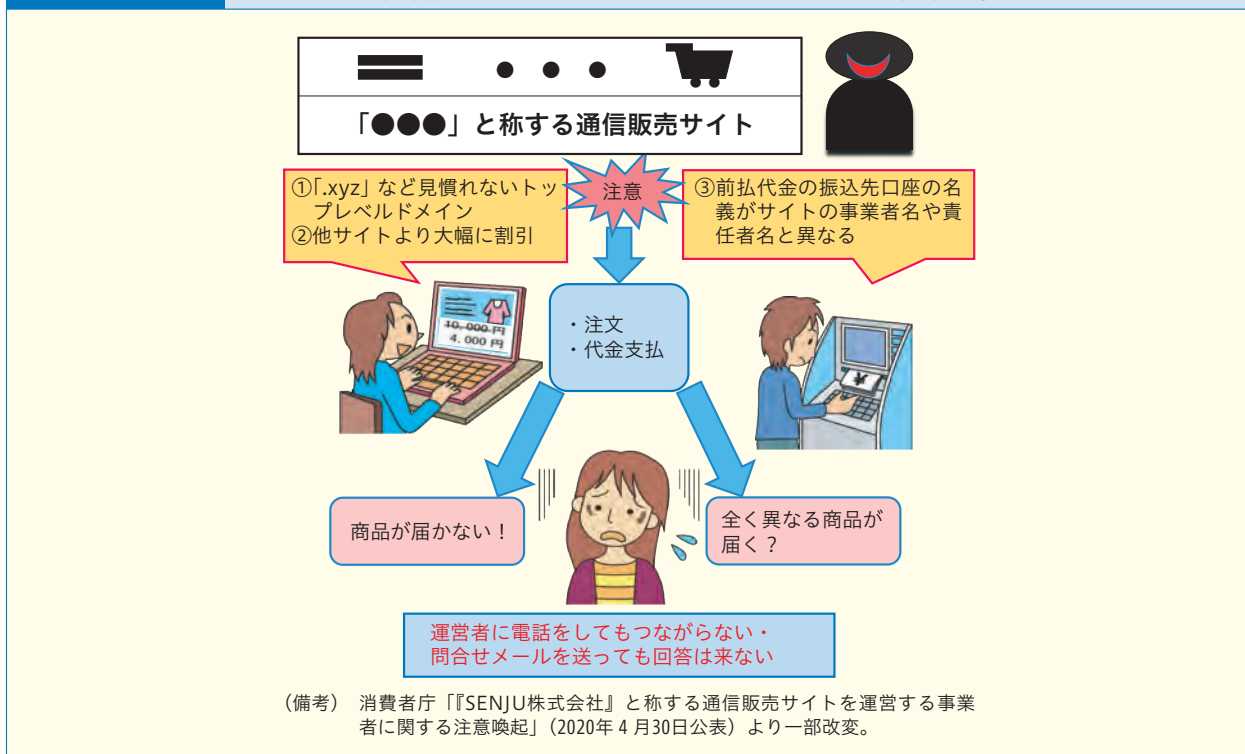 「●●●」と称する通信販売サイト
①「.xyz」など見慣れないトッ
プレベルドメイン
②他サイトより大幅に割引
注意
③前払代金の振込先口座の名
義がサイトの事業者名や責
任者名と異なる
10,000円
4,000円
・注文
・代金支払
¥
商品が届かない！
全く異なる商品が
届く？
運営者に電話をしてもつながらない・
問合せメールを送っても回答は来ない
（備考） 消費者庁「『SENJU株式会社』と称する通信販売サイトを運営する事業
者に関する注意喚起」（2020年４月30日公表）より一部改変。